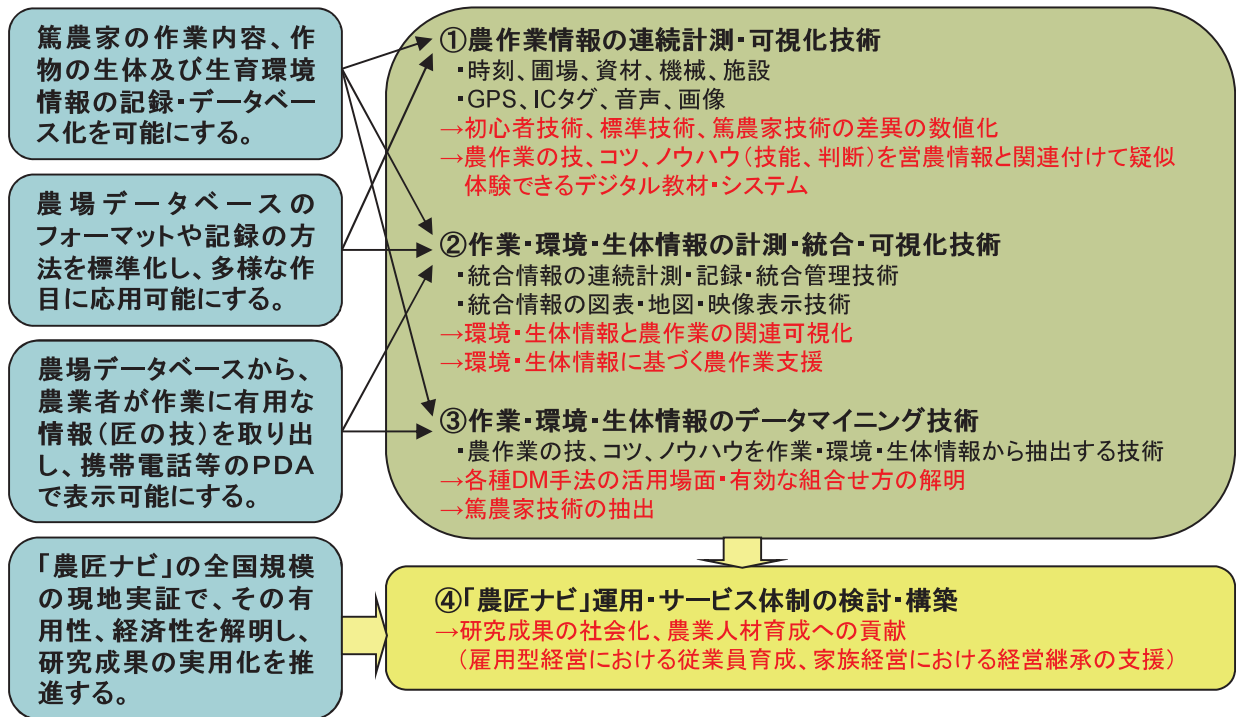 篤農家の作業内容、作
物の生体及び生育環境
情報の記録・データベー
ス化を可能にする。
農場データベースの
フォーマットや記録の方
法を標準化し、多様な作
目に応用可能にする。
農場データベースから、
農業者が作業に有用な
情報（匠の技）を取り出
し、携帯電話等のPDA
で表示可能にする。
「農匠ナビ」の全国規模
の現地実証で、その有
用性、経済性を解明し、
研究成果の実用化を推
進する。
①農作業情報の連続計測・可視化技術
・時刻、圃場、資材、機械、施設
・GPS、ICタグ、音声、画像
→初心者技術、標準技術、篤農家技術の差異の数値化
→農作業の技、コツ、ノウハウ（技能、判断）を営農情報と関連付けて疑似
体験できるデジタル教材・システム
②作業・環境・生体情報の計測・統合・可視化技術
・統合情報の連続計測・記録・統合管理技術
・統合情報の図表・地図・映像表示技術
→環境・生体情報と農作業の関連可視化
→環境・生体情報に基づく農作業支援
③作業・環境・生体情報のデータマイニング技術
・農作業の技、コツ、ノウハウを作業・環境・生体情報から抽出する技術
→各種DM手法の活用場面・有効な組合せ方の解明
→篤農家技術の抽出
④「農匠ナビ」運用・サービス体制の検討・構築
→研究成果の社会化、農業人材育成への貢献
（雇用型経営における従業員育成、家族経営における経営継承の支援）